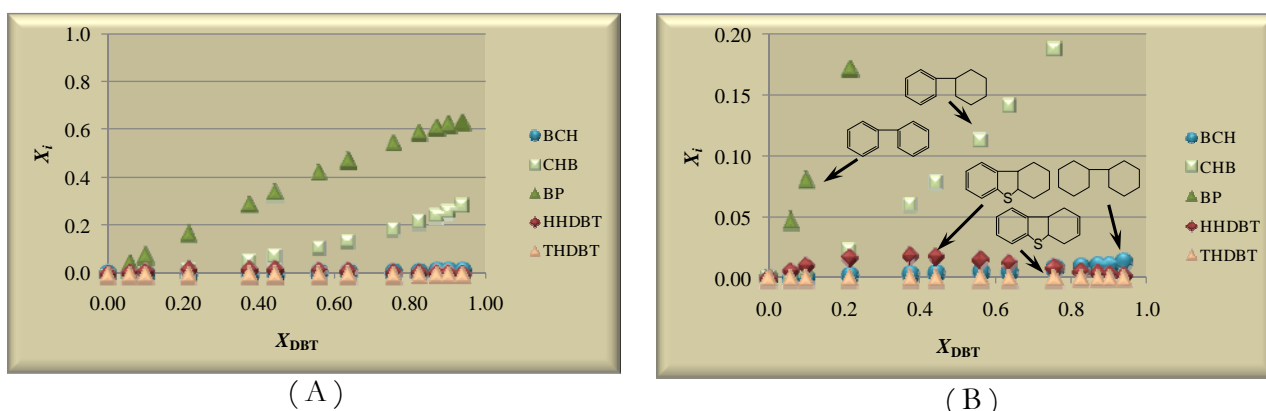 1.0
0.8
0.6
0.4
0.2
0.0
0.00 0.20 0.40 0.60 0.80 1.00
Xi
XDBT
BCH
CHB
BP
HHDBT
THDBT
(A)
0.20
0.15
0.10
0.05
0.00
0.0 0.2 0.4 0.6 0.8 1.0
Xi
XDBT
S
S
BCH
CHB
BP
HHDBT
THDBT
(B)